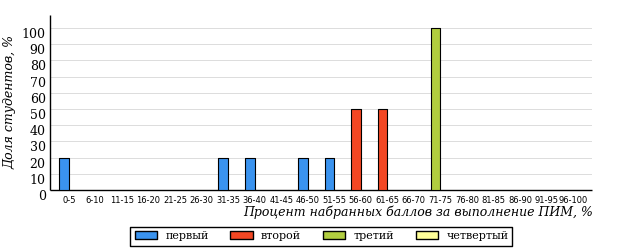 Доля студентов, %
100
90
80
70
60
50
40
30
20
10
0
0-5 6-10 11-15 16-20 21-25 26-30 31-35 36-40 41-45 46-50 51-55 56-60 61-65 66-70 71-75 76-80 81-85 86-90 91-95 96-100
Процент набранных баллов за выполнение ПИМ, %
первый второй третий четвертый